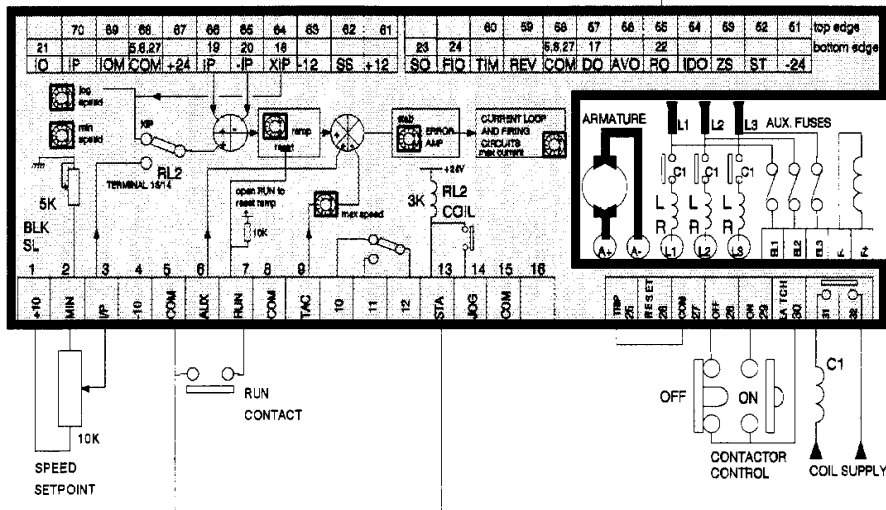 70 69 68 67 66 65 64 63 62 61 60 59 58 57 56 55 54 53 52 51 top edge
21 5,8,27 19 20 18 23 24 5,8,27 17 22 bottom edge
IO IP IOM COM +24 IP -IP XIP -12 SS +12 SO FIO TIM REV COM DO AVO RO IDO ZS ST -24
jog speed
min speed
XIP
RL2
TERMINAL 15/14
+ -
ramp
reset
open RUN to reset ramp
10K
max speed
stab
ERROR AMP
CURRENT LOOP
AND FIRING
CIRCUITS
max current
+24V
RL2
COIL
3K
5K
BLK
SL
ARMATURE
L1 L2 L3 AUX. FUSES
C1 C1 C1
L L L
R R R
A+ A- L1 L2 L3 EL1 EL2 EL3 F- F+
1 2 3 4 5 6 7 8 9 10 11 12 13 14 15 16
+10 MIN I/P -10 COM AUX RUN COM TAC STA JOG COM
TRIP 25 RESET 26 COM 27 OFF 28 ON 29 LATCH 30 31 32
RUN
CONTACT
10K
SPEED
SETPOINT
OFF ON
CONTACTOR
CONTROL
C1
COIL SUPPLY